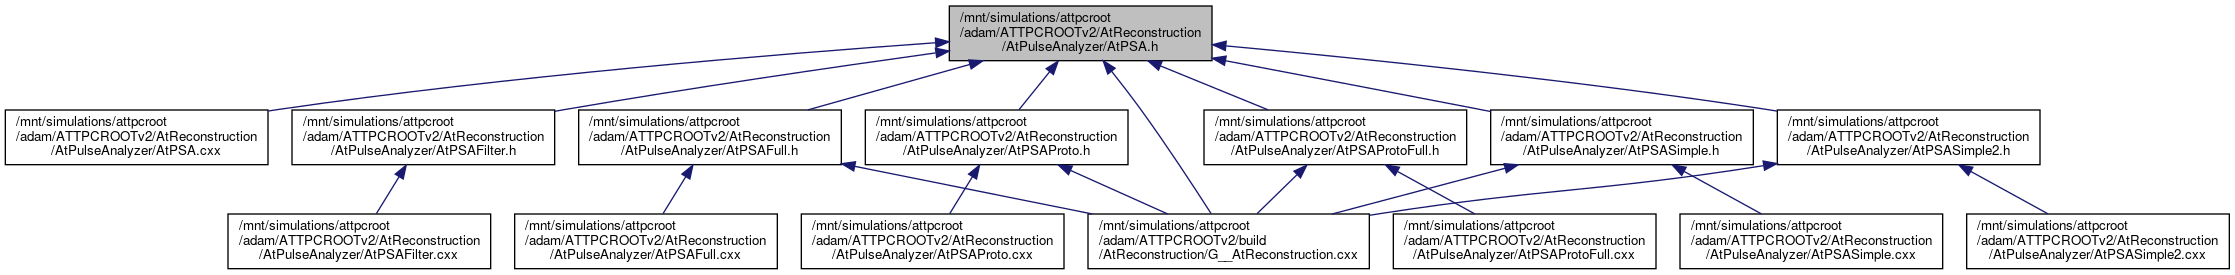 /mnt/simulations/attpcroot
/adam/ATTPCROOTv2/AtReconstruction
/AtPulseAnalyzer/AtPSA.h
/mnt/simulations/attpcroot
/adam/ATTPCROOTv2/AtReconstruction
/AtPulseAnalyzer/AtPSA.cxx
/mnt/simulations/attpcroot
/adam/ATTPCROOTv2/AtReconstruction
/AtPulseAnalyzer/AtPSAFilter.h
/mnt/simulations/attpcroot
/adam/ATTPCROOTv2/AtReconstruction
/AtPulseAnalyzer/AtPSAFull.h
/mnt/simulations/attpcroot
/adam/ATTPCROOTv2/AtReconstruction
/AtPulseAnalyzer/AtPSAProto.h
/mnt/simulations/attpcroot
/adam/ATTPCROOTv2/AtReconstruction
/AtPulseAnalyzer/AtPSAProtoFull.h
/mnt/simulations/attpcroot
/adam/ATTPCROOTv2/AtReconstruction
/AtPulseAnalyzer/AtPSASimple.h
/mnt/simulations/attpcroot
/adam/ATTPCROOTv2/AtReconstruction
/AtPulseAnalyzer/AtPSASimple2.h
/mnt/simulations/attpcroot
/adam/ATTPCROOTv2/AtReconstruction
/AtPulseAnalyzer/AtPSAFilter.cxx
/mnt/simulations/attpcroot
/adam/ATTPCROOTv2/AtReconstruction
/AtPulseAnalyzer/AtPSAFull.cxx
/mnt/simulations/attpcroot
/adam/ATTPCROOTv2/AtReconstruction
/AtPulseAnalyzer/AtPSAProto.cxx
/mnt/simulations/attpcroot
/adam/ATTPCROOTv2/build
/AtReconstruction/G__AtReconstruction.cxx
/mnt/simulations/attpcroot
/adam/ATTPCROOTv2/AtReconstruction
/AtPulseAnalyzer/AtPSAProtoFull.cxx
/mnt/simulations/attpcroot
/adam/ATTPCROOTv2/AtReconstruction
/AtPulseAnalyzer/AtPSASimple.cxx
/mnt/simulations/attpcroot
/adam/ATTPCROOTv2/AtReconstruction
/AtPulseAnalyzer/AtPSASimple2.cxx